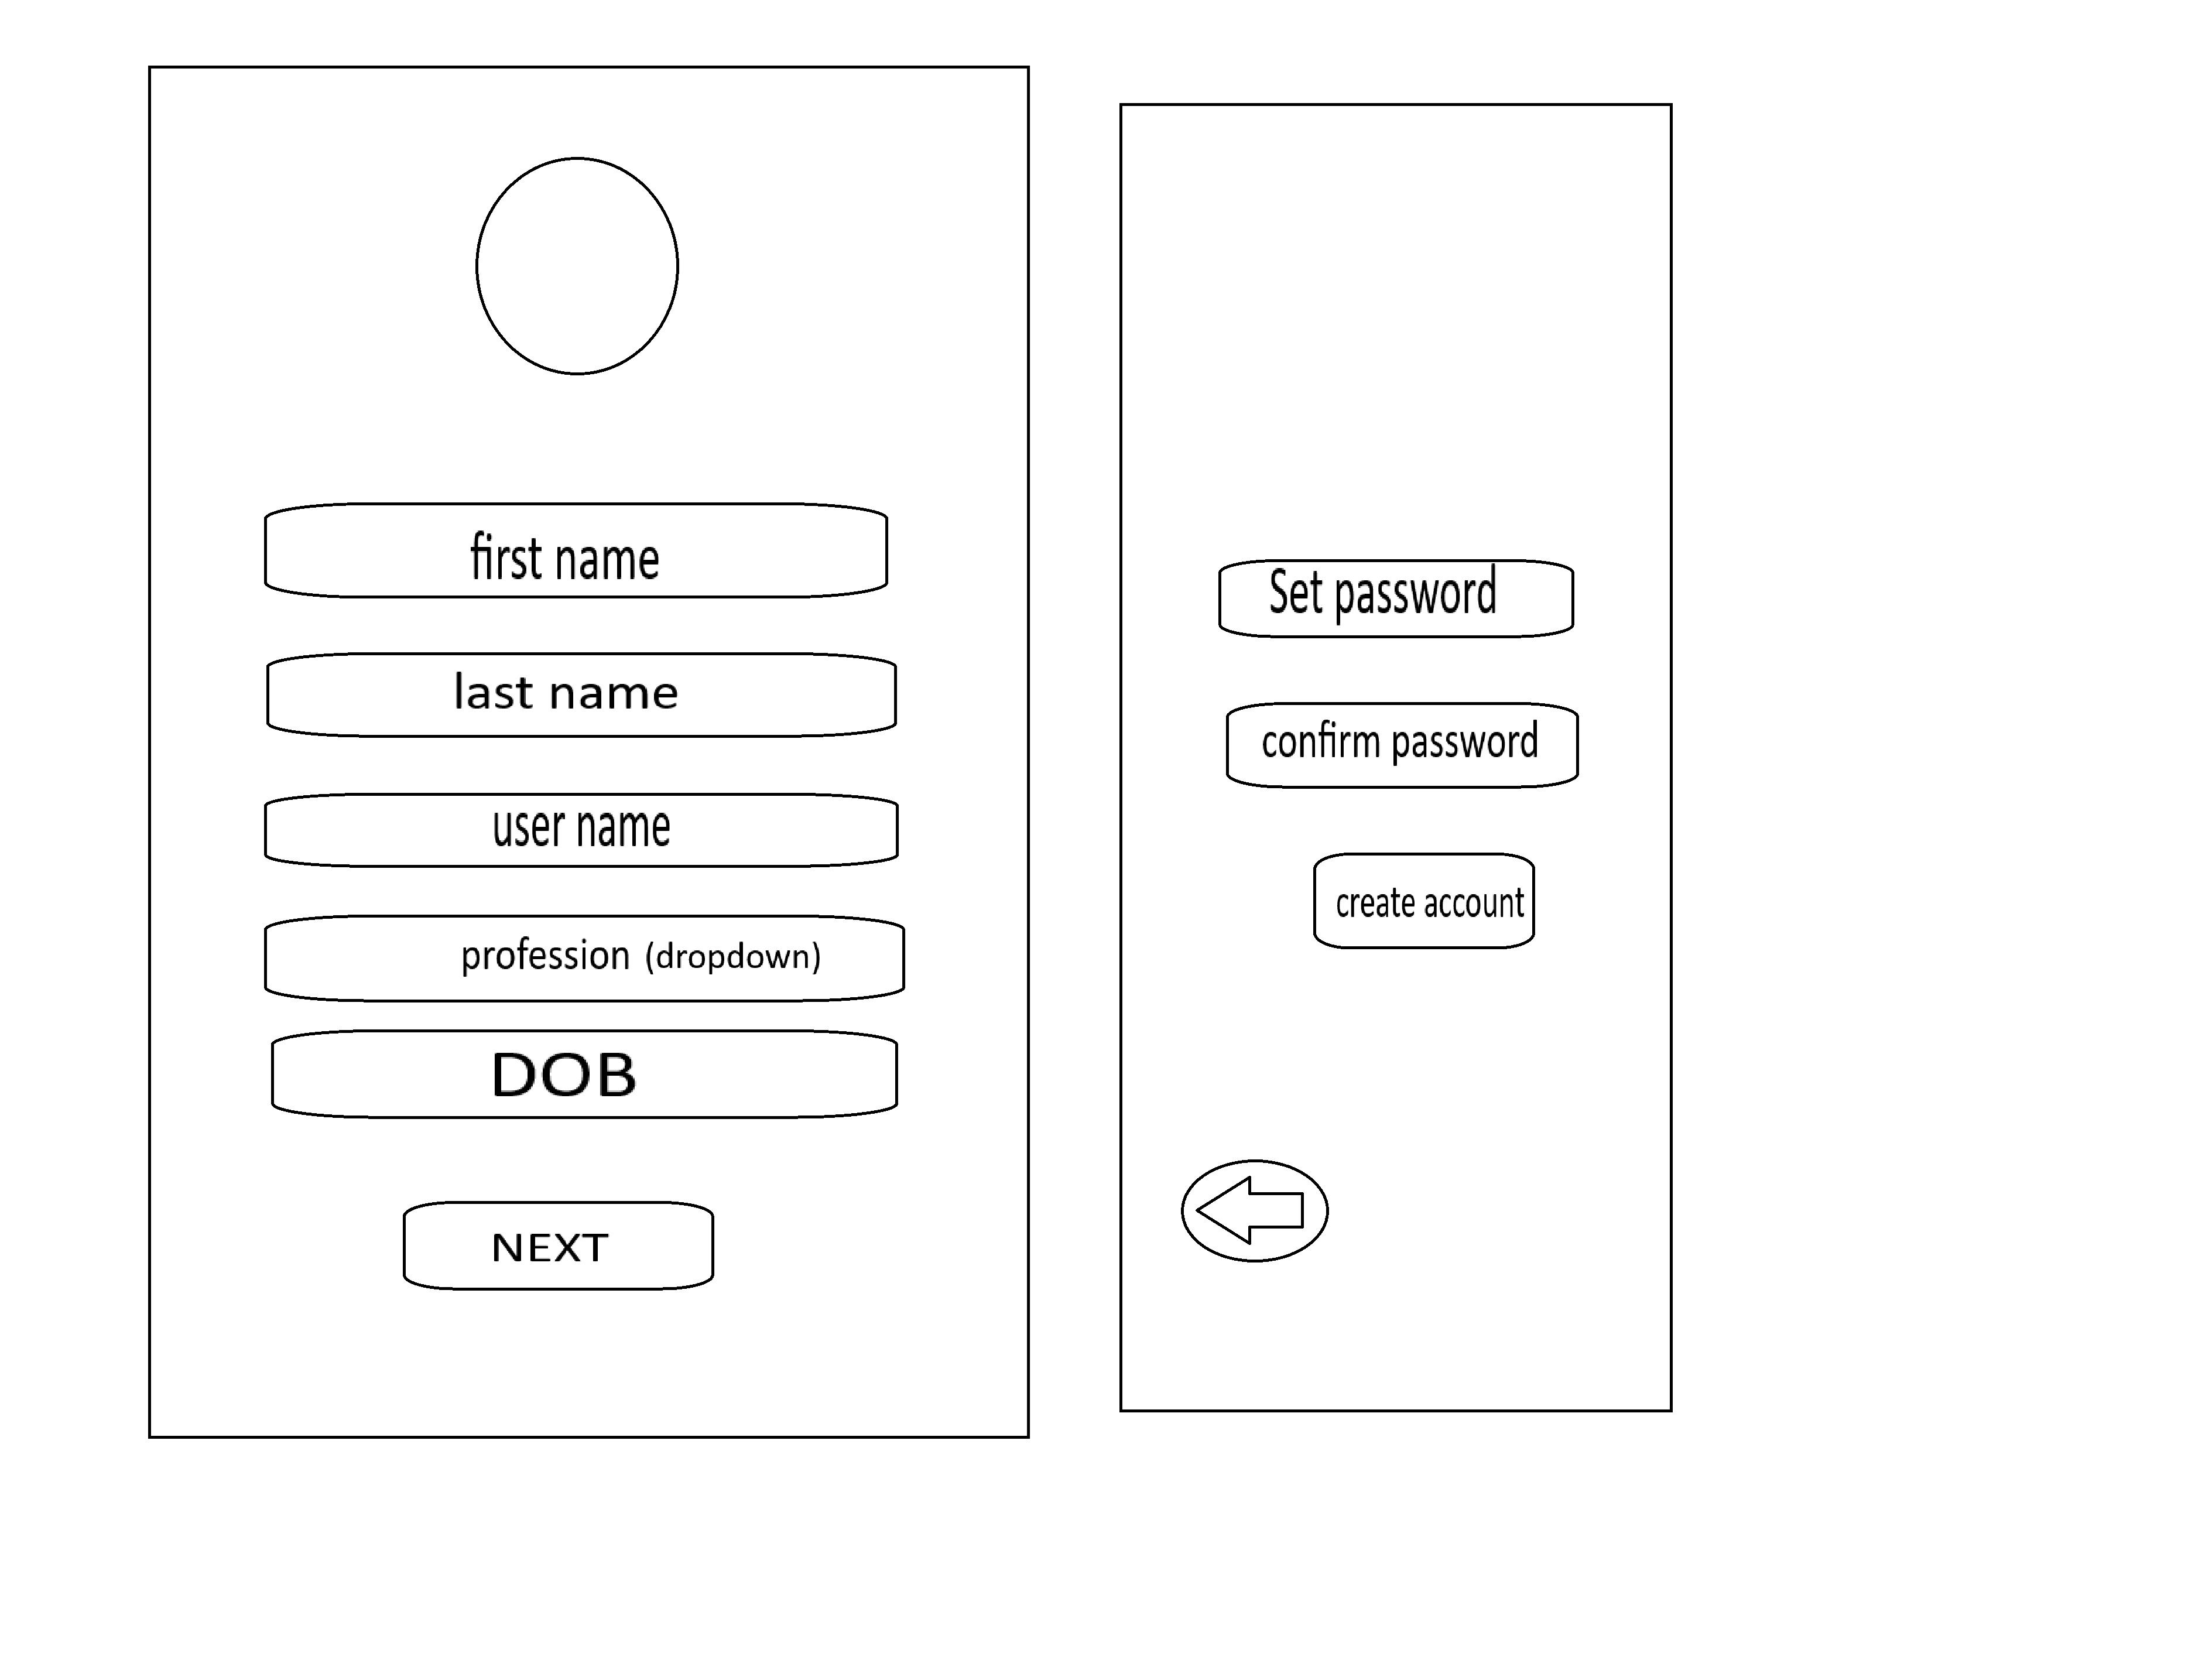 first name
last name
user name
profession (dropdown)
DOB
NEXT
Set password
confirm password
create account